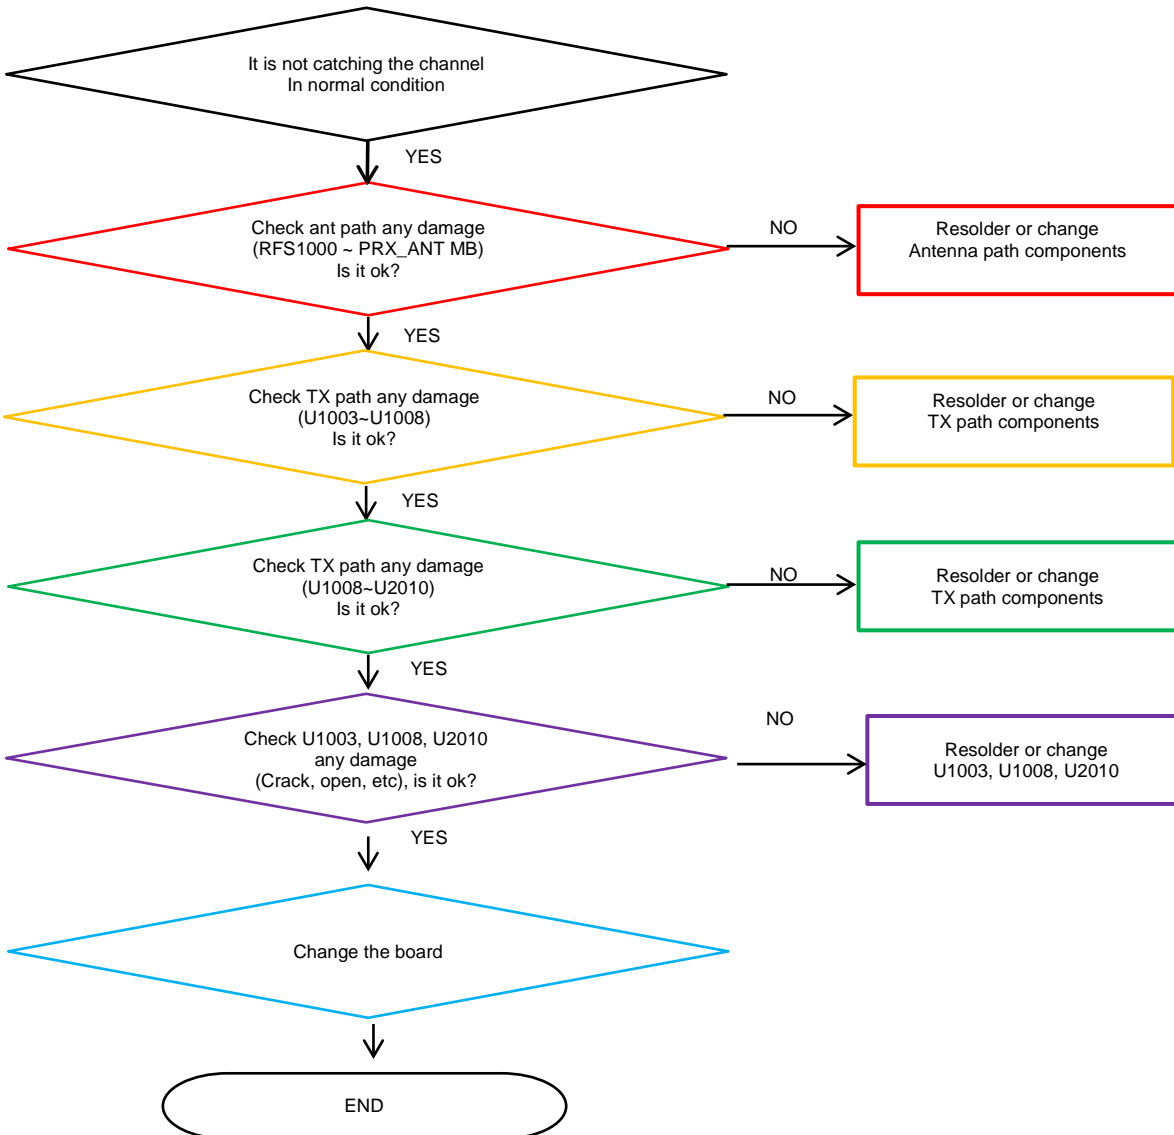 It is not catching the channel
In normal condition
YES
Check ant path any damage
(RFS1000 ~ PRX_ANT MB)
Is it ok?
NO
Resolder or change
Antenna path components
YES
Check TX path any damage
(U1003~U1008)
Is it ok?
NO
Resolder or change
TX path components
YES
Check TX path any damage
(U1008~U2010)
Is it ok?
NO
Resolder or change
TX path components
YES
Check U1003, U1008, U2010
any damage
(Crack, open, etc), is it ok?
NO
Resolder or change
U1003, U1008, U2010
YES
Change the board
END